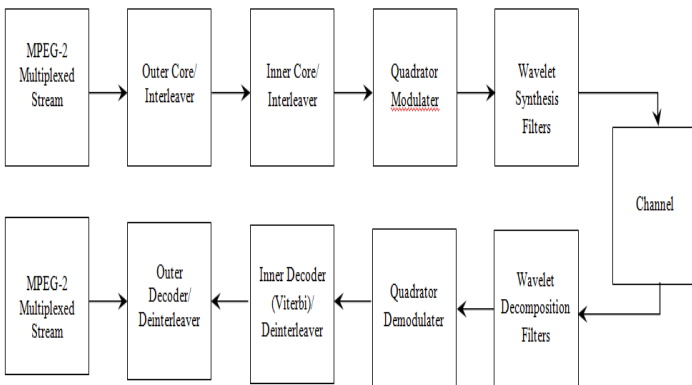 MPEG-2
Multiplexed
Stream
Outer Core/
Interleaver
Inner Core/
Interleaver
Quadrator
Modulater
Wavelet
Synthesis
Filters
Channel
MPEG-2
Multiplexed
Stream
Outer
Decoder/
Deinterleaver
Inner Decoder
(Viterbi)/
Deinterleaver
Quadrator
Demodulater
Wavelet
Decomposition
Filters